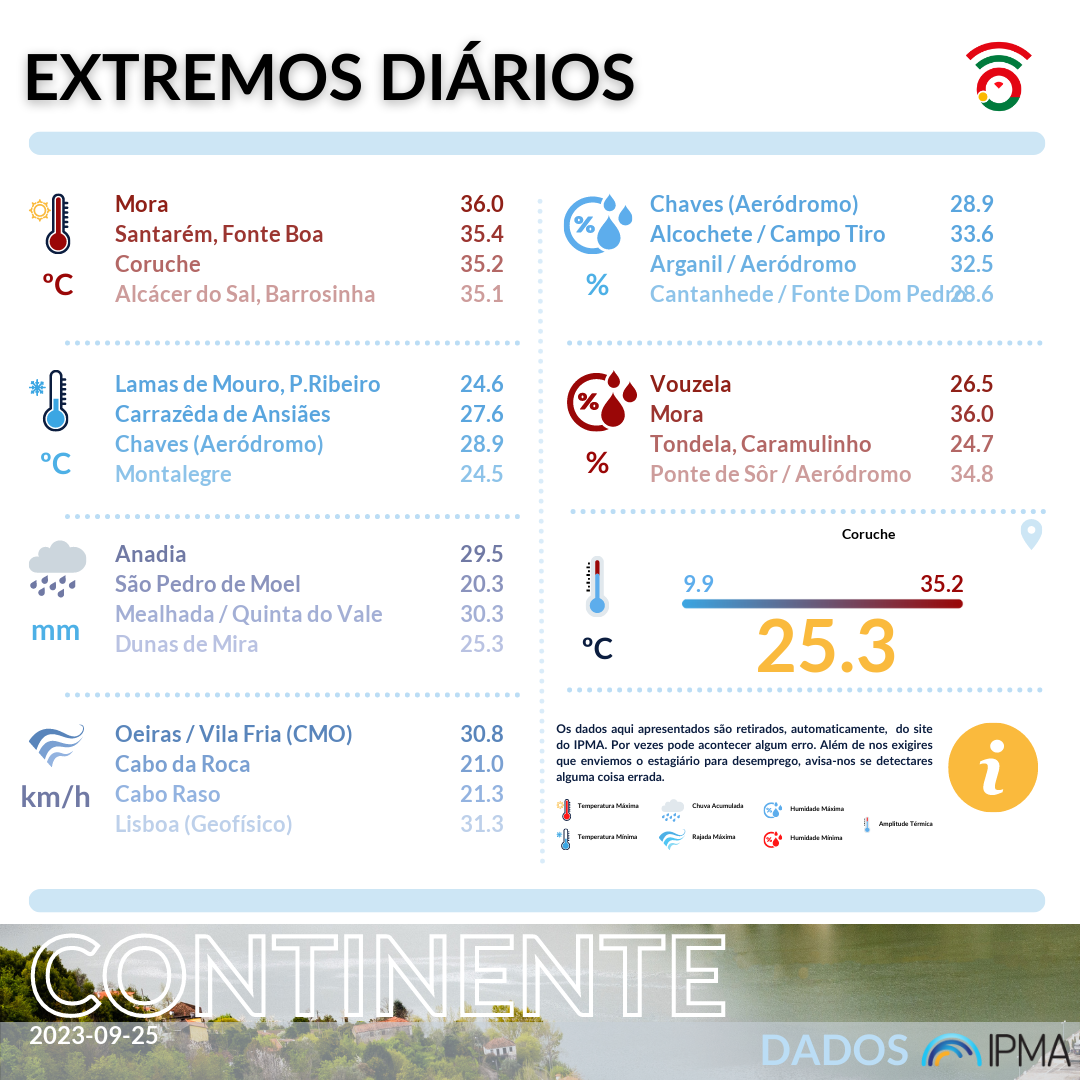 EXTREMOS DIÁRIOS
Mora 36.0
Santarém, Fonte Boa 35.4
Coruche 35.2
Alcácer do Sal, Barrosinha 35.1
ºC
Lamas de Mouro, P.Ribeiro 24.6
Carrazêda de Ansiães 27.6
Chaves (Aeródromo) 28.9
Montalegre 24.5
ºC
Anadia 29.5
São Pedro de Moel 20.3
Mealhada / Quinta do Vale 30.3
Dunas de Mira 25.3
mm
Oeiras / Vila Fria (CMO) 30.8
Cabo da Roca 21.0
Cabo Raso 21.3
Lisboa (Geofísico) 31.3
km/h
%
Chaves (Aeródromo) 28.9
Alcochete / Campo Tiro 33.6
Arganil / Aeródromo 32.5
Cantanhede / Fonte Dom Pedro 28.6
%
%
Vouzela 26.5
Mora 36.0
Tondela, Caramulinho 24.7
Ponte de Sôr / Aeródromo 34.8
%
Coruche
9.9 35.2
25.3
ºC
Os dados aqui apresentados são retirados, automaticamente, do site
do IPMA. Por vezes pode acontecer algum erro. Além de nos exigires
que enviemos o estagiário para desemprego, avisa-nos se detectares
alguma coisa errada.
i
Temperatura Máxima Chuva Acumulada Humidade Máxima
Amplitude Térmica
Temperatura Mínima Rajada Máxima Humidade Mínima
CONTINENTE
2023-09-25
DADOS IPMA